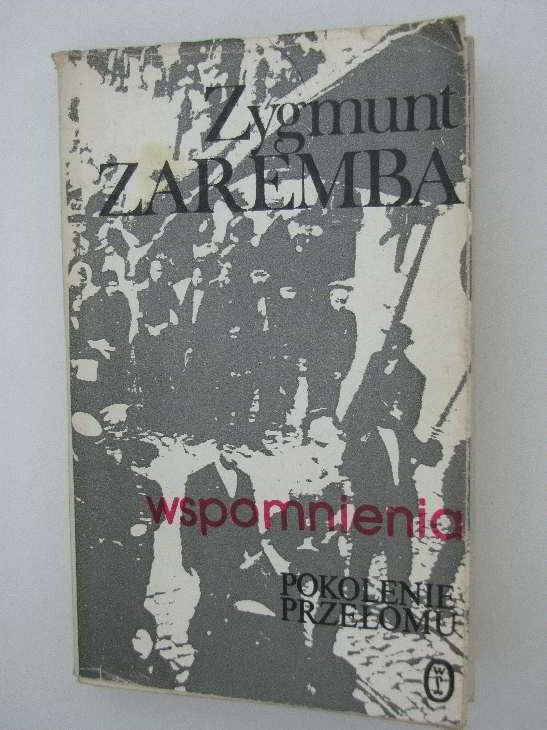 Zygmunt
ZAREMBA
wspomnienia
POKOLENIE
PRZEŁOMU